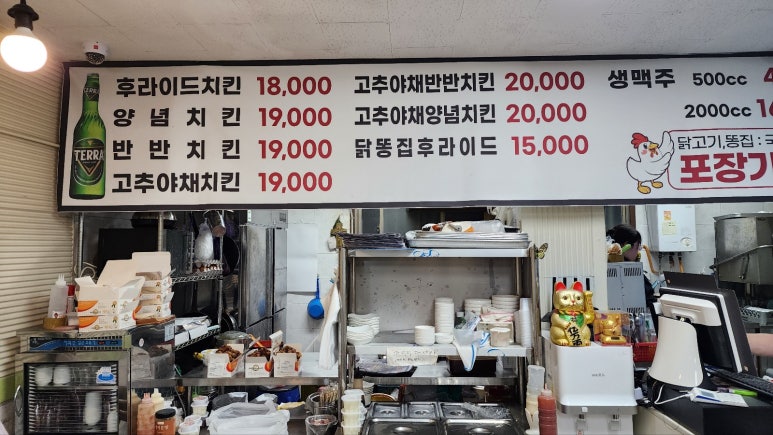 후라이드치킨 18,000
양념치킨 19,000
반반치킨 19,000
고추야채치킨 19,000
고추야채반반치킨 20,000
고추야채양념치킨 20,000
닭똥집후라이드 15,000
생맥주 500cc
2000cc
닭고기,똥집 :
포장
TERRA